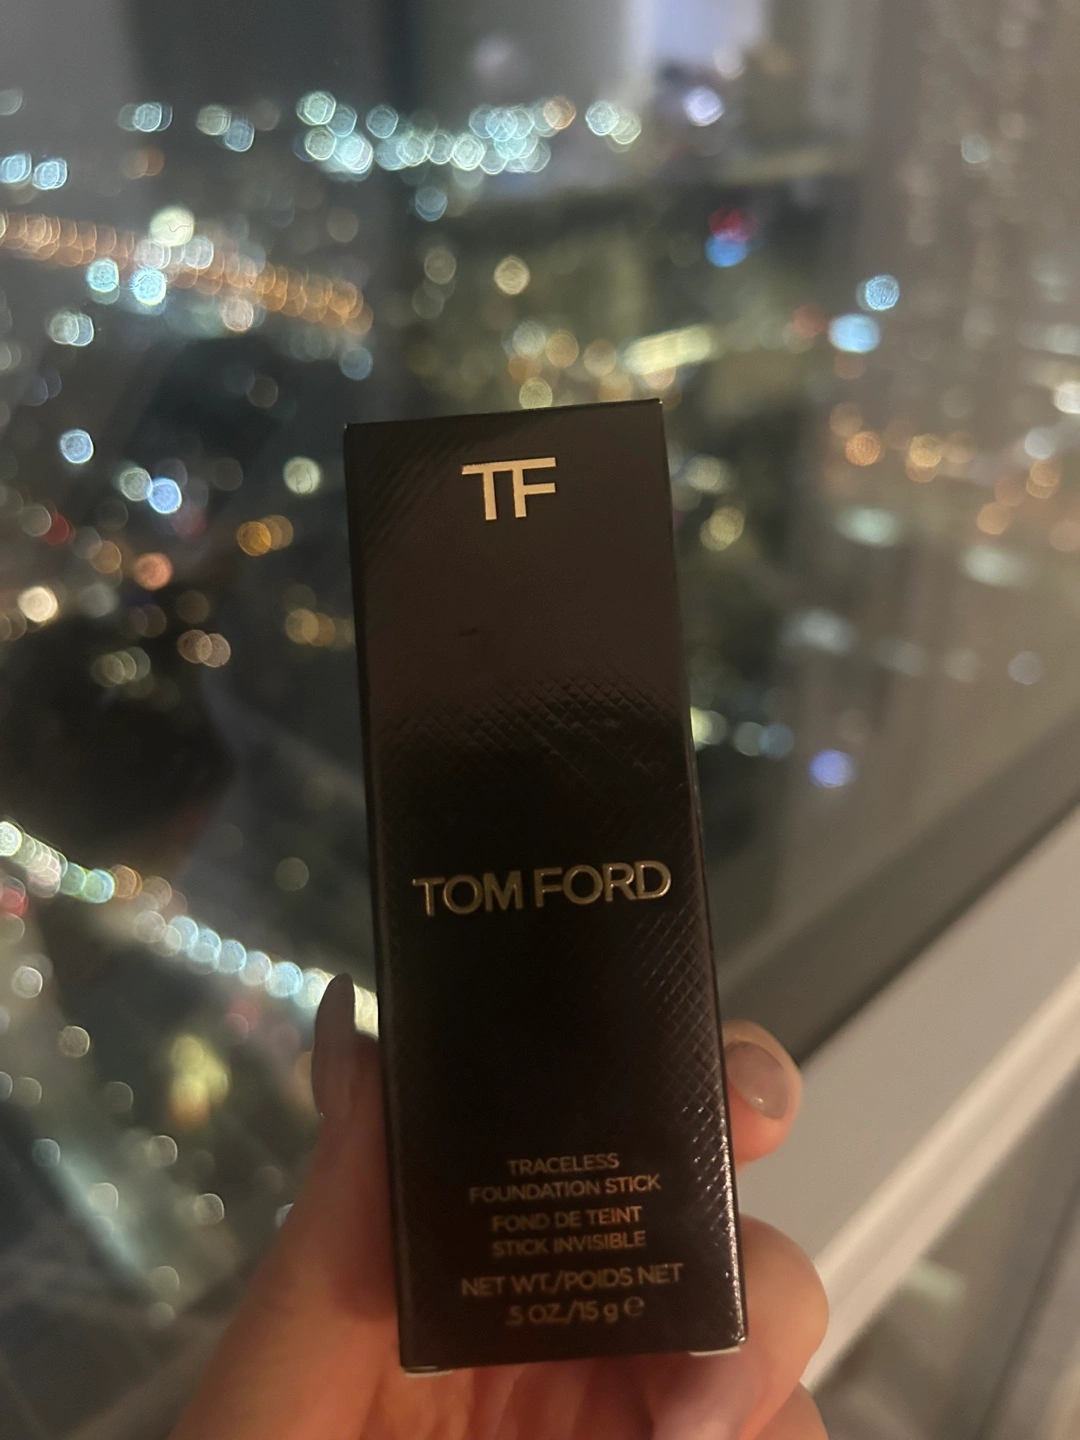 TF
TOM FORD
TRACELESS
FOUNDATION STICK
FOND DE TEINT
STICK INVISIBLE
NET WT./POIDS NET
.5 OZ./15 g ℮